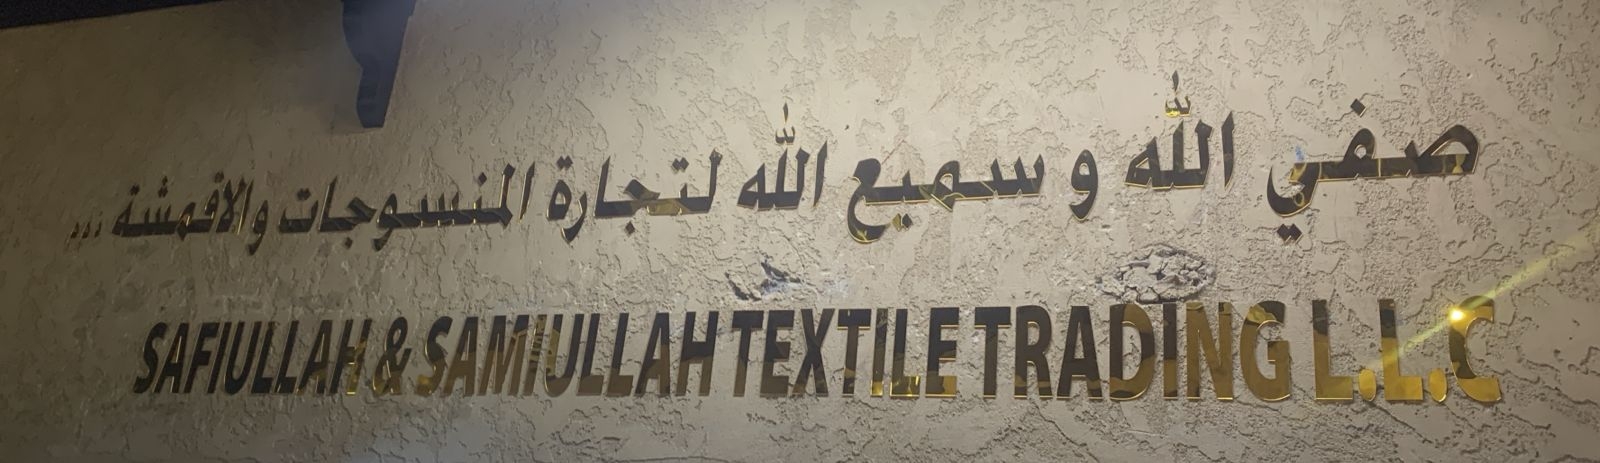 صفي الله و سميع الله لتجارة المنسوجات والاقمشة ذ.ذ.م
SAFIULLAH & SAMIULLAH TEXTILE TRADING L.L.C